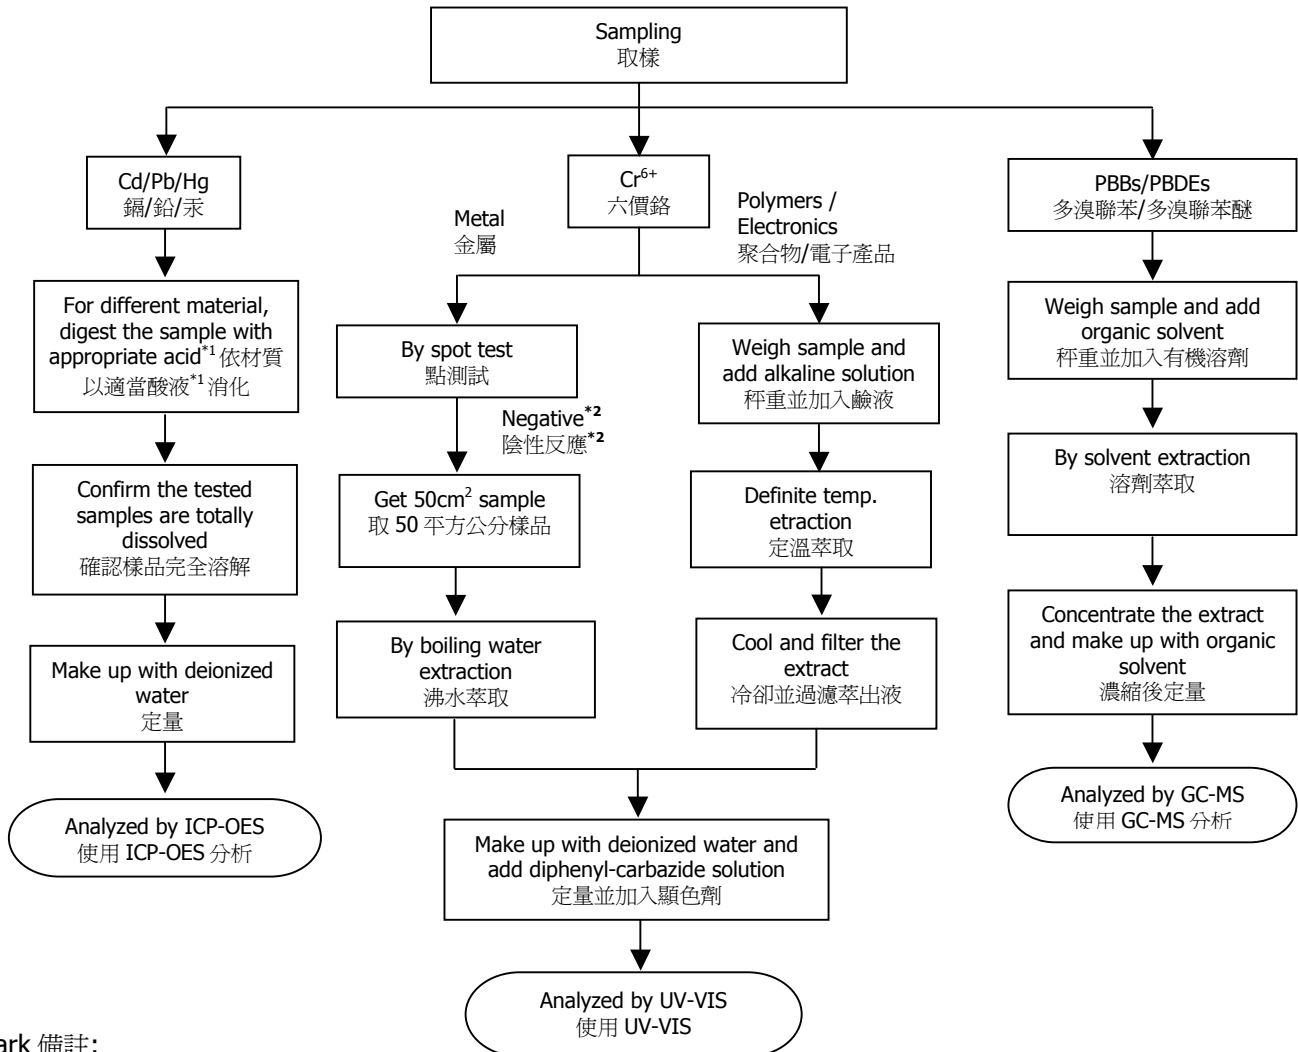 Sampling
取樣
Cd/Pb/Hg
鎘/鉛/汞
For different material,
digest the sample with
appropriate acid*1 依材質
以適當酸液*1 消化
Confirm the tested
samples are totally
dissolved
確認樣品完全溶解
Make up with deionized
water
定量
Analyzed by ICP-OES
使用 ICP-OES 分析
Cr6+
六價鉻
Metal
金屬
Polymers /
Electronics
聚合物/電子產品
By spot test
點測試
Negative*2
陰性反應*2
Get 50cm2 sample
取 50 平方公分樣品
By boiling water
extraction
沸水萃取
Weigh sample and
add alkaline solution
秤重並加入鹼液
Definite temp.
etraction
定溫萃取
Cool and filter the
extract
冷卻並過濾萃出液
Make up with deionized water and
add diphenyl-carbazide solution
定量並加入顯色劑
Analyzed by UV-VIS
使用 UV-VIS
PBBs/PBDEs
多溴聯苯/多溴聯苯醚
Weigh sample and add
organic solvent
秤重並加入有機溶劑
By solvent extraction
溶劑萃取
Concentrate the extract
and make up with organic
solvent
濃縮後定量
Analyzed by GC-MS
使用 GC-MS 分析
ark 備註: